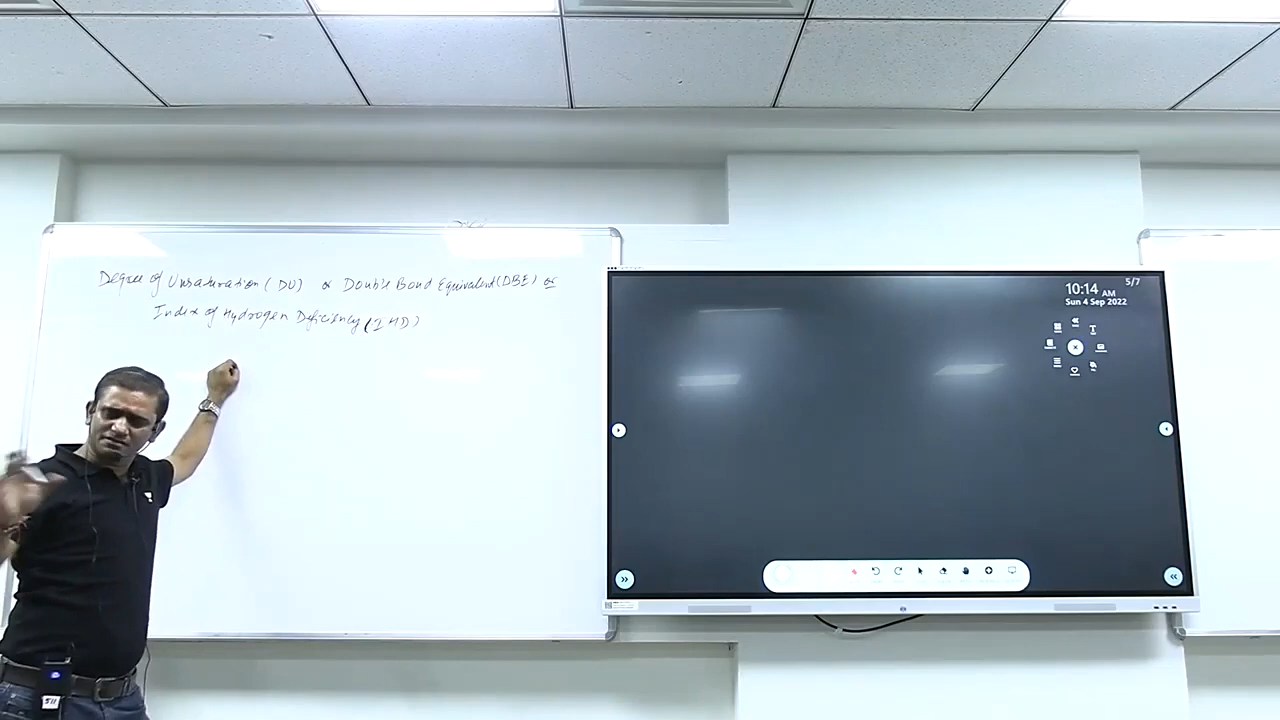 Degree of Unsaturation (DU) or Double Bond Equivalent (DBE) or
Index of Hydrogen Deficiency (IHD)
5/7
10:14 AM
Sun 4 Sep 2022
511